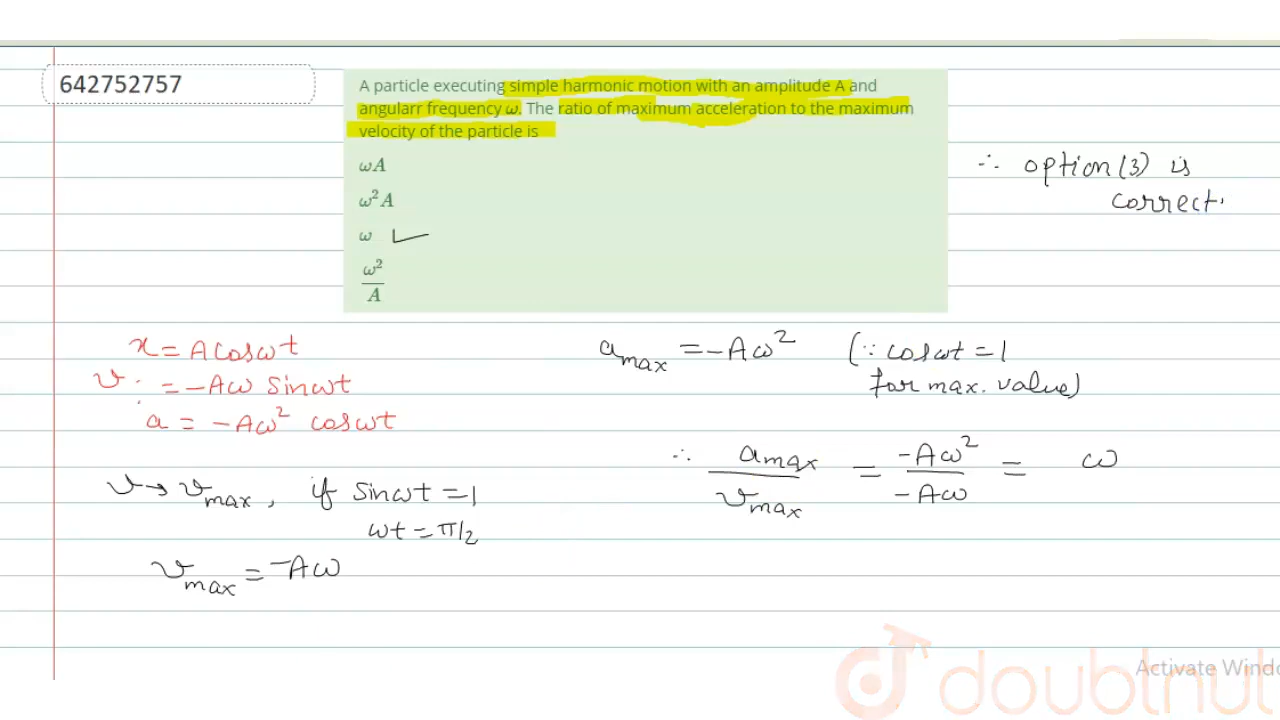 642752757
A particle executing simple harmonic motion with an amplitude A and
angularr frequency ω. The ratio of maximum acceleration to the maximum
velocity of the particle is
ωA
ω²A
ω
ω²/A
∴ option (3) is
correct.
x = A cos ωt
v = -Aω sin ωt
a = -Aω² cos ωt
v → v_max, if sin ωt = 1
ωt = π/2
v_max = -Aω
a_max = -Aω² (∵ cos ωt = 1
for max. value)
∴ a_max/v_max = -Aω²/-Aω = ω
Activate Windo
doubtnut